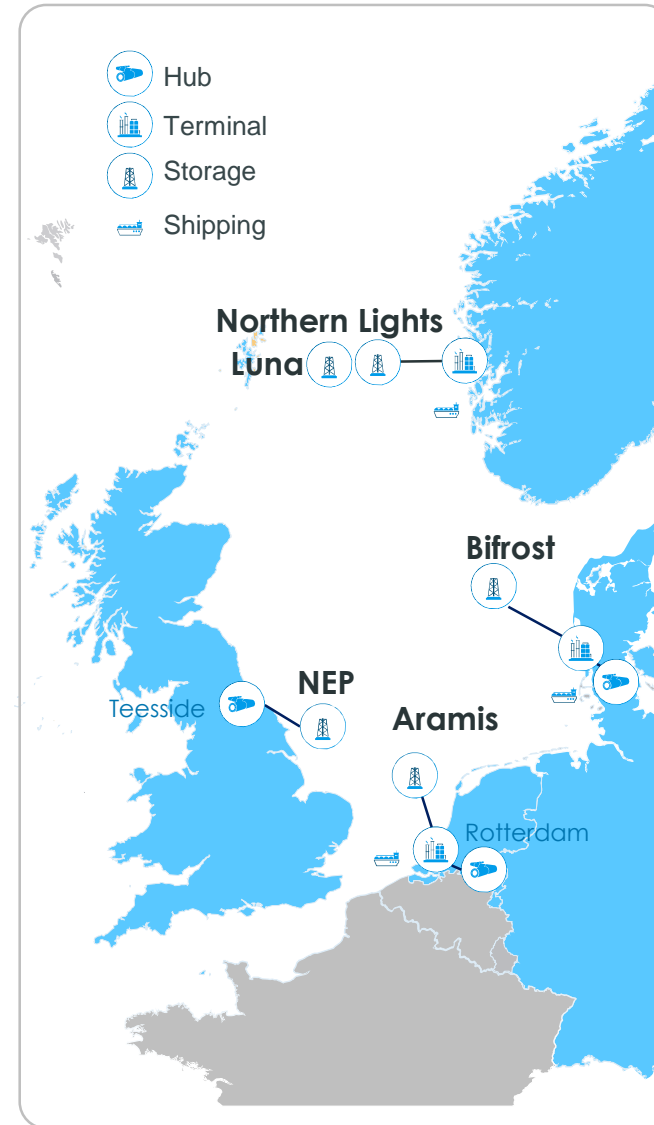 Hub
Terminal
Storage
Shipping
Northern Lights
Luna
Bifrost
NEP
Teesside
Aramis
Rotterdam